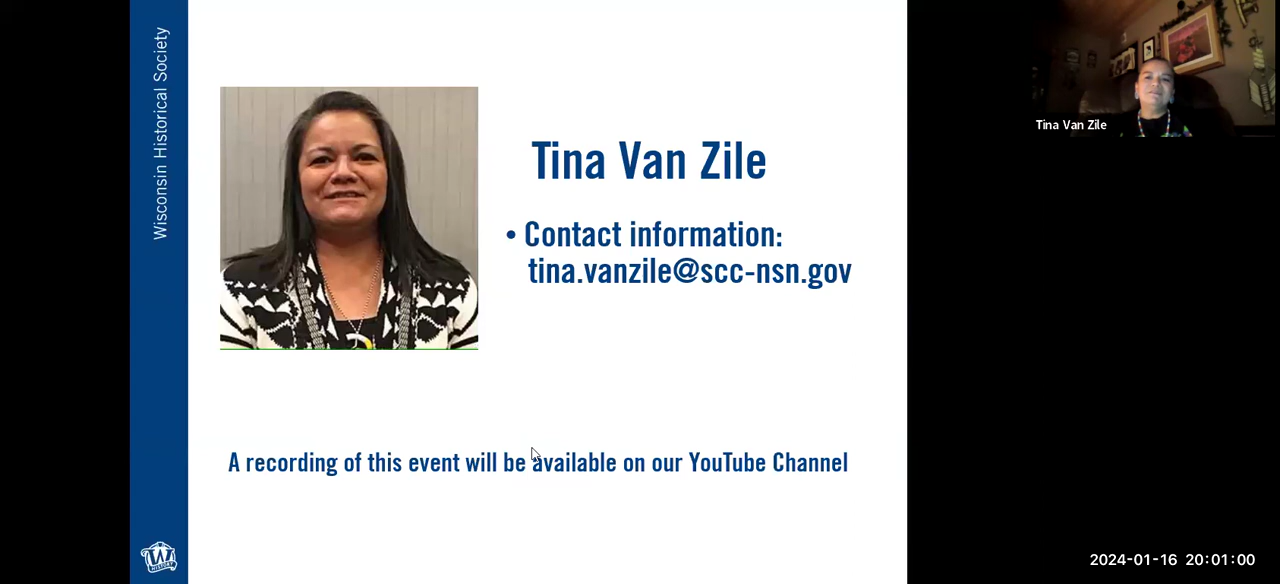 Wisconsin Historical Society
Tina Van Zile
• Contact information:
tina.vanzile@scc-nsn.gov
A recording of this event will be available on our YouTube Channel
W
HISTORY
Tina Van Zile
2024-01-16 20:01:00